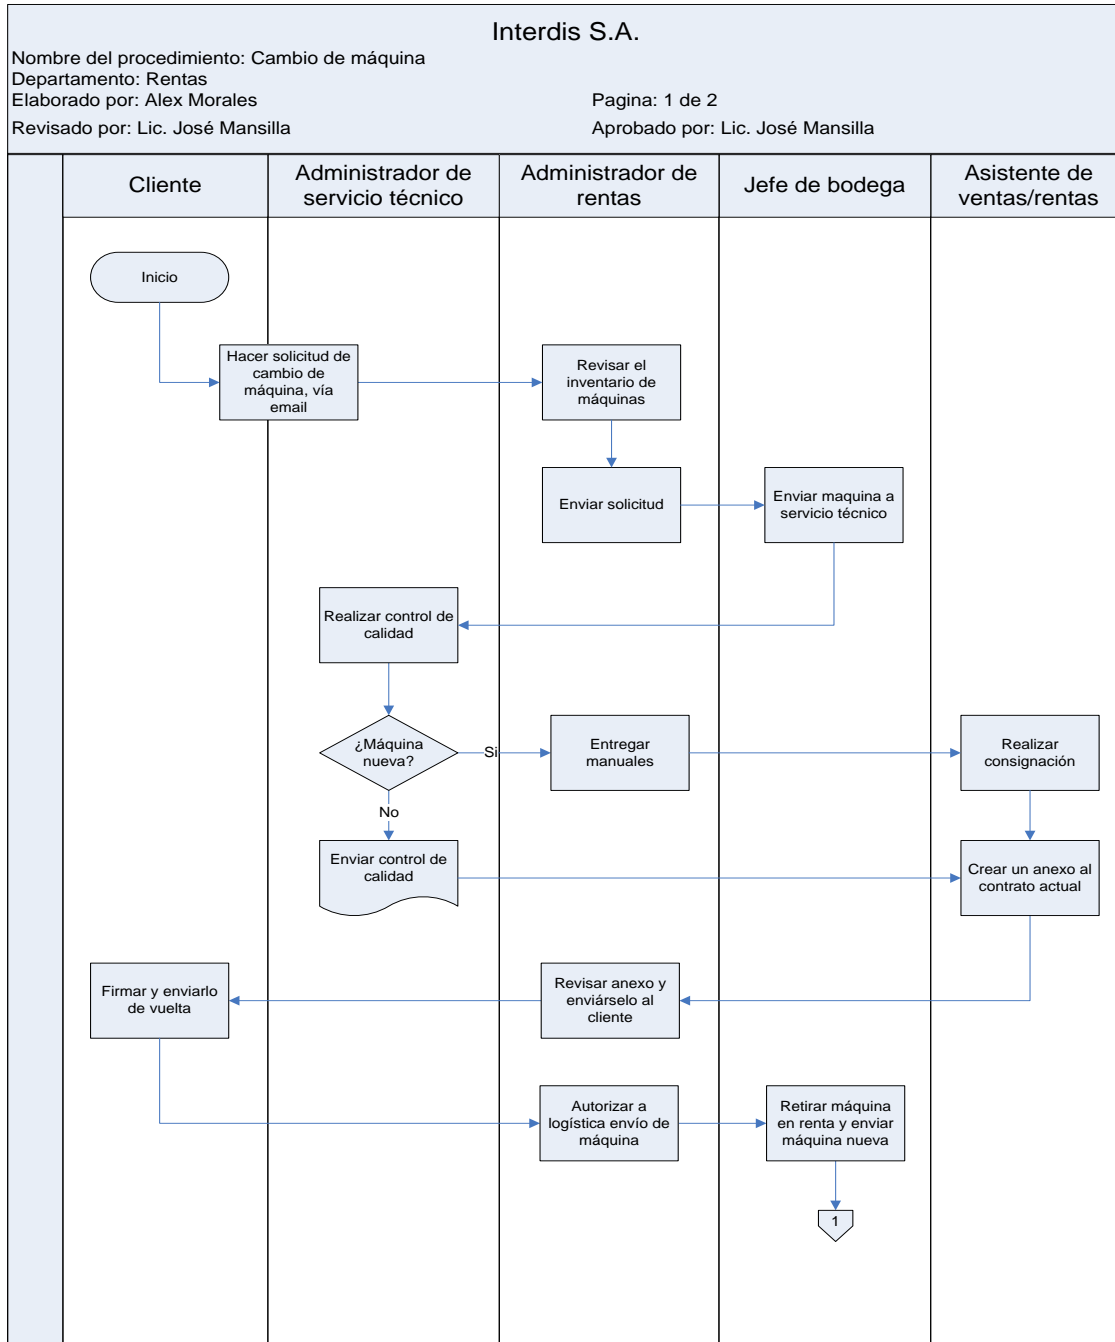 Interdis S.A.
Nombre del procedimiento: Cambio de máquina
Departamento: Rentas
Elaborado por: Alex Morales
Pagina: 1 de 2
Revisado por: Lic. José Mansilla
Aprobado por: Lic. José Mansilla
Cliente
Administrador de
servicio técnico
Administrador de
rentas
Jefe de bodega
Asistente de
ventas/rentas
Inicio
Hacer solicitud de
cambio de
máquina, vía
email
Revisar el
inventario de
máquinas
Enviar solicitud
Enviar maquina a
servicio técnico
Realizar control de
calidad
¿Máquina
nueva?
Si
Entregar
manuales
Realizar
consignación
No
Enviar control de
calidad
Crear un anexo al
contrato actual
Revisar anexo y
enviárselo al
cliente
Firmar y enviarlo
de vuelta
Autorizar a
logística envío de
máquina
Retirar máquina
en renta y enviar
máquina nueva
1